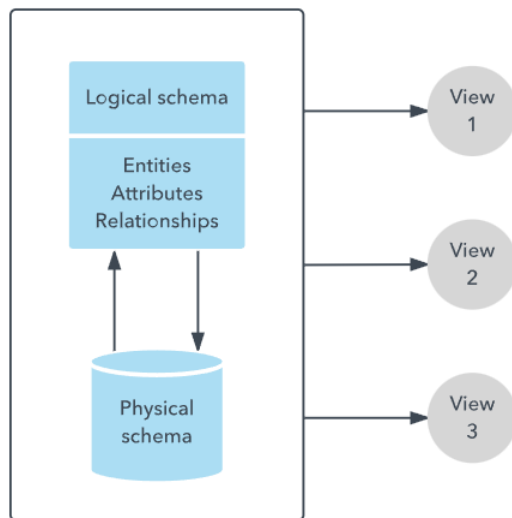 Logical schema
Entities
Attributes
Relationships
Physical
schema
View
1
View
2
View
3